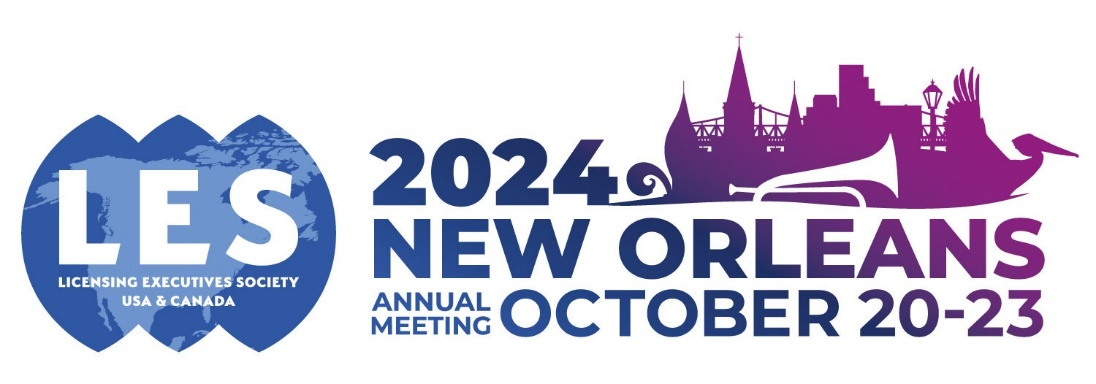 LES
LICENSING EXECUTIVES SOCIETY
USA & CANADA
2024
NEW ORLEANS
ANNUAL
MEETING
OCTOBER 20-23